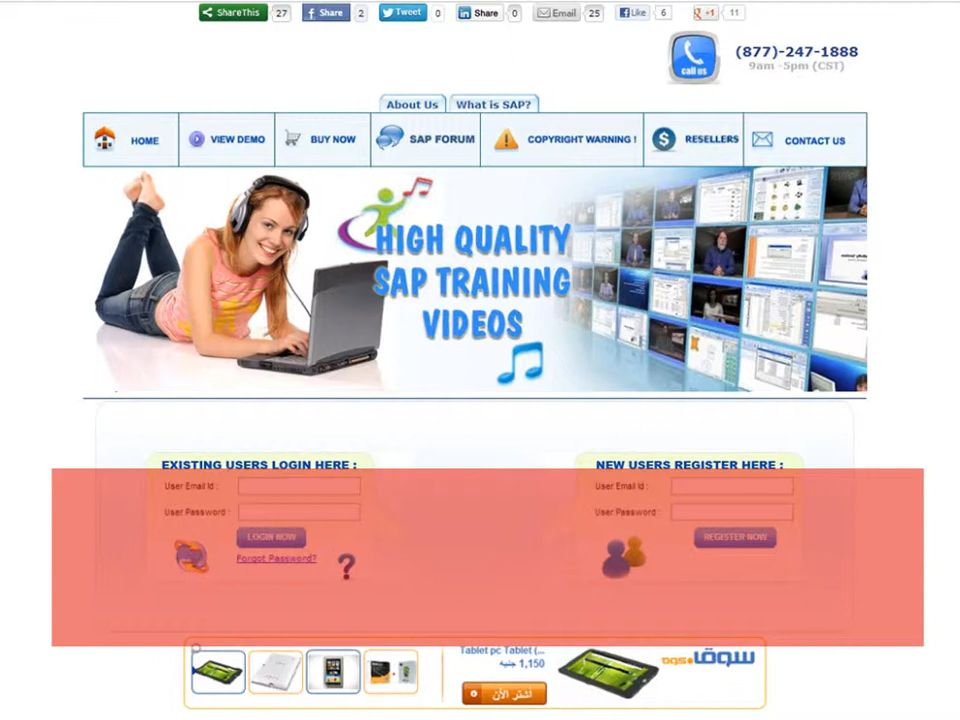 ShareThis 27 Share 2 Tweet 0 Share 0 Email 25 Like 6 +1 11
call us
(877)-247-1888
9am -5pm (CST)
About Us What is SAP?
HOME VIEW DEMO BUY NOW SAP FORUM COPYRIGHT WARNING ! RESELLERS CONTACT US
HIGH QUALITY
SAP TRAINING
VIDEOS
EXISTING USERS LOGIN HERE :
User Email Id :
User Password :
LOGIN NOW
Forgot Password?
NEW USERS REGISTER HERE :
User Email Id :
User Password :
REGISTER NOW
Tablet pc Tablet (...
1,150 جنيه
أشتر الأن
سوق.com